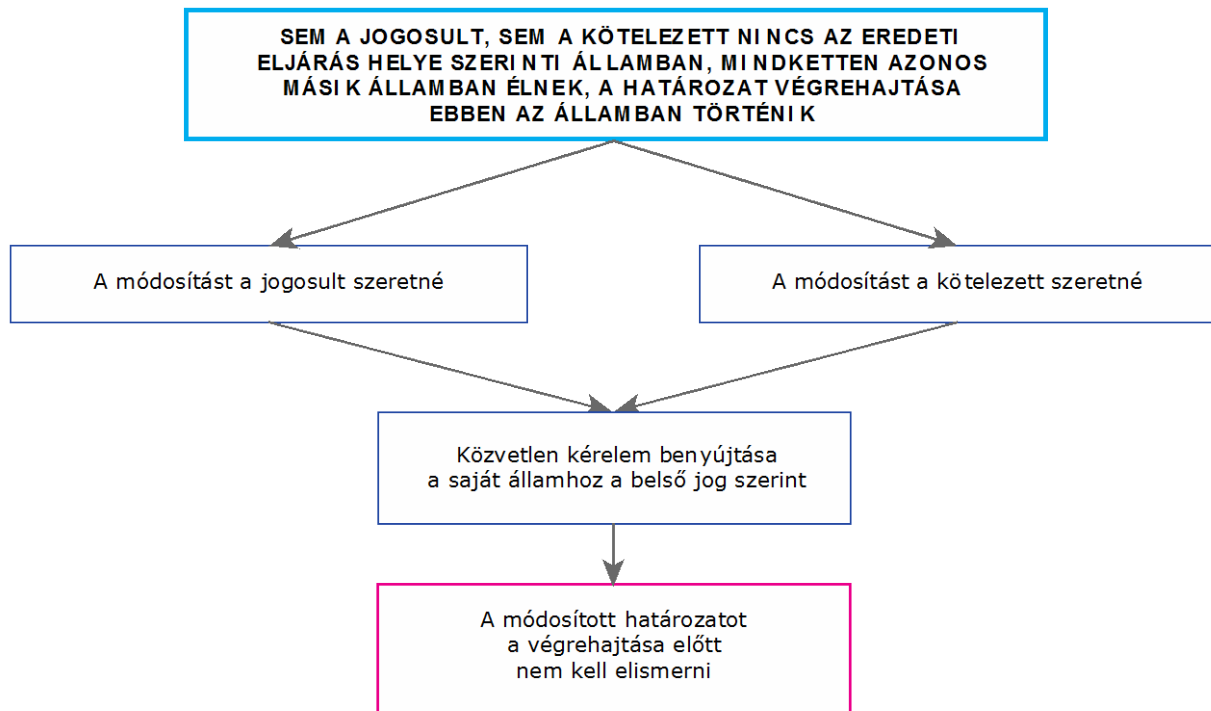 SEM A JOGOSULT, SEM A KÖTELEZETT NINCS AZ EREDETI
ELJÁRÁS HELYE SZERINTI ÁLLAMBAN, MINDKETTEN AZONOS
MÁSIK ÁLLAMBAN ÉLNEK, A HATÁROZAT VÉGREHAJTÁSA
EBBEN AZ ÁLLAMBAN TÖRTÉNIK
A módosítást a jogosult szeretné
A módosítást a kötelezett szeretné
Közvetlen kérelem benyújtása
a saját államhoz a belső jog szerint
A módosított határozatot
a végrehajtása előtt
nem kell elismerni